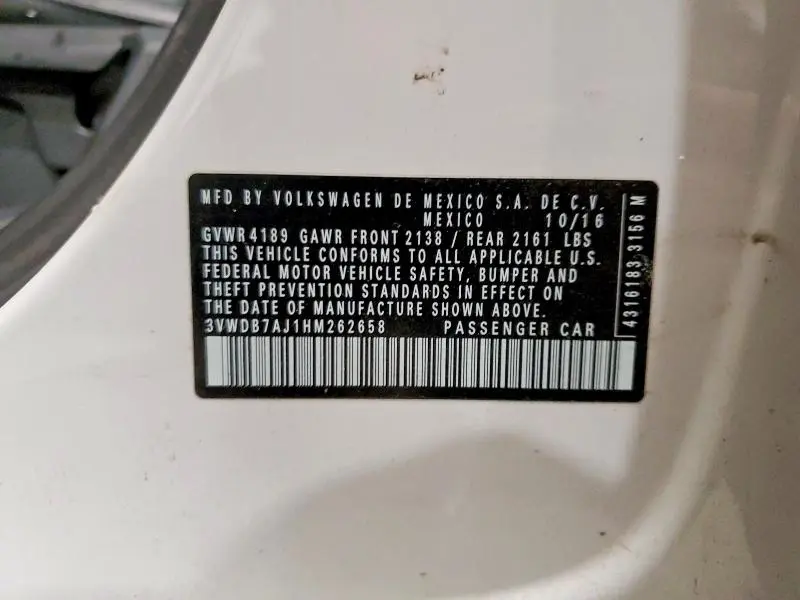 MFD BY VOLKSWAGEN DE MEXICO S.A. DE C.V.
MEXICO 10/16
GVWR 4189 GAWR FRONT 2138 / REAR 2161 LBS
THIS VEHICLE CONFORMS TO ALL APPLICABLE U.S.
FEDERAL MOTOR VEHICLE SAFETY, BUMPER AND
THEFT PREVENTION STANDARDS IN EFFECT ON
THE DATE OF MANUFACTURE SHOWN ABOVE.
3VWDB7AJ1HM262658 PASSENGER CAR
4316183 3156 M